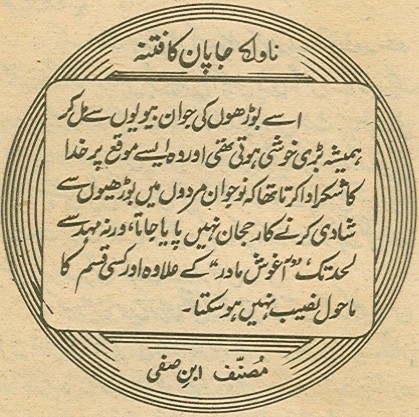 ناول جاپان کا فتنہ
اسے بوڑھوں کی جوان بیویوں سے مل کر
ہمیشہ بڑی خوشی ہوتی تھی اور وہ ایسے موقع پر خدا
کا شکر ادا کرتا تھا کہ نوجوان مردوں میں بوڑھیوں سے
شادی کرنے کا رحجان نہیں پایا جاتا، ورنہ مہد سے
لحد تک، "آغوشِ مادر" کے علاوہ اور کسی قسم کا
ماحول نصیب نہیں ہو سکتا۔
مُصنّف ابنِ صفی